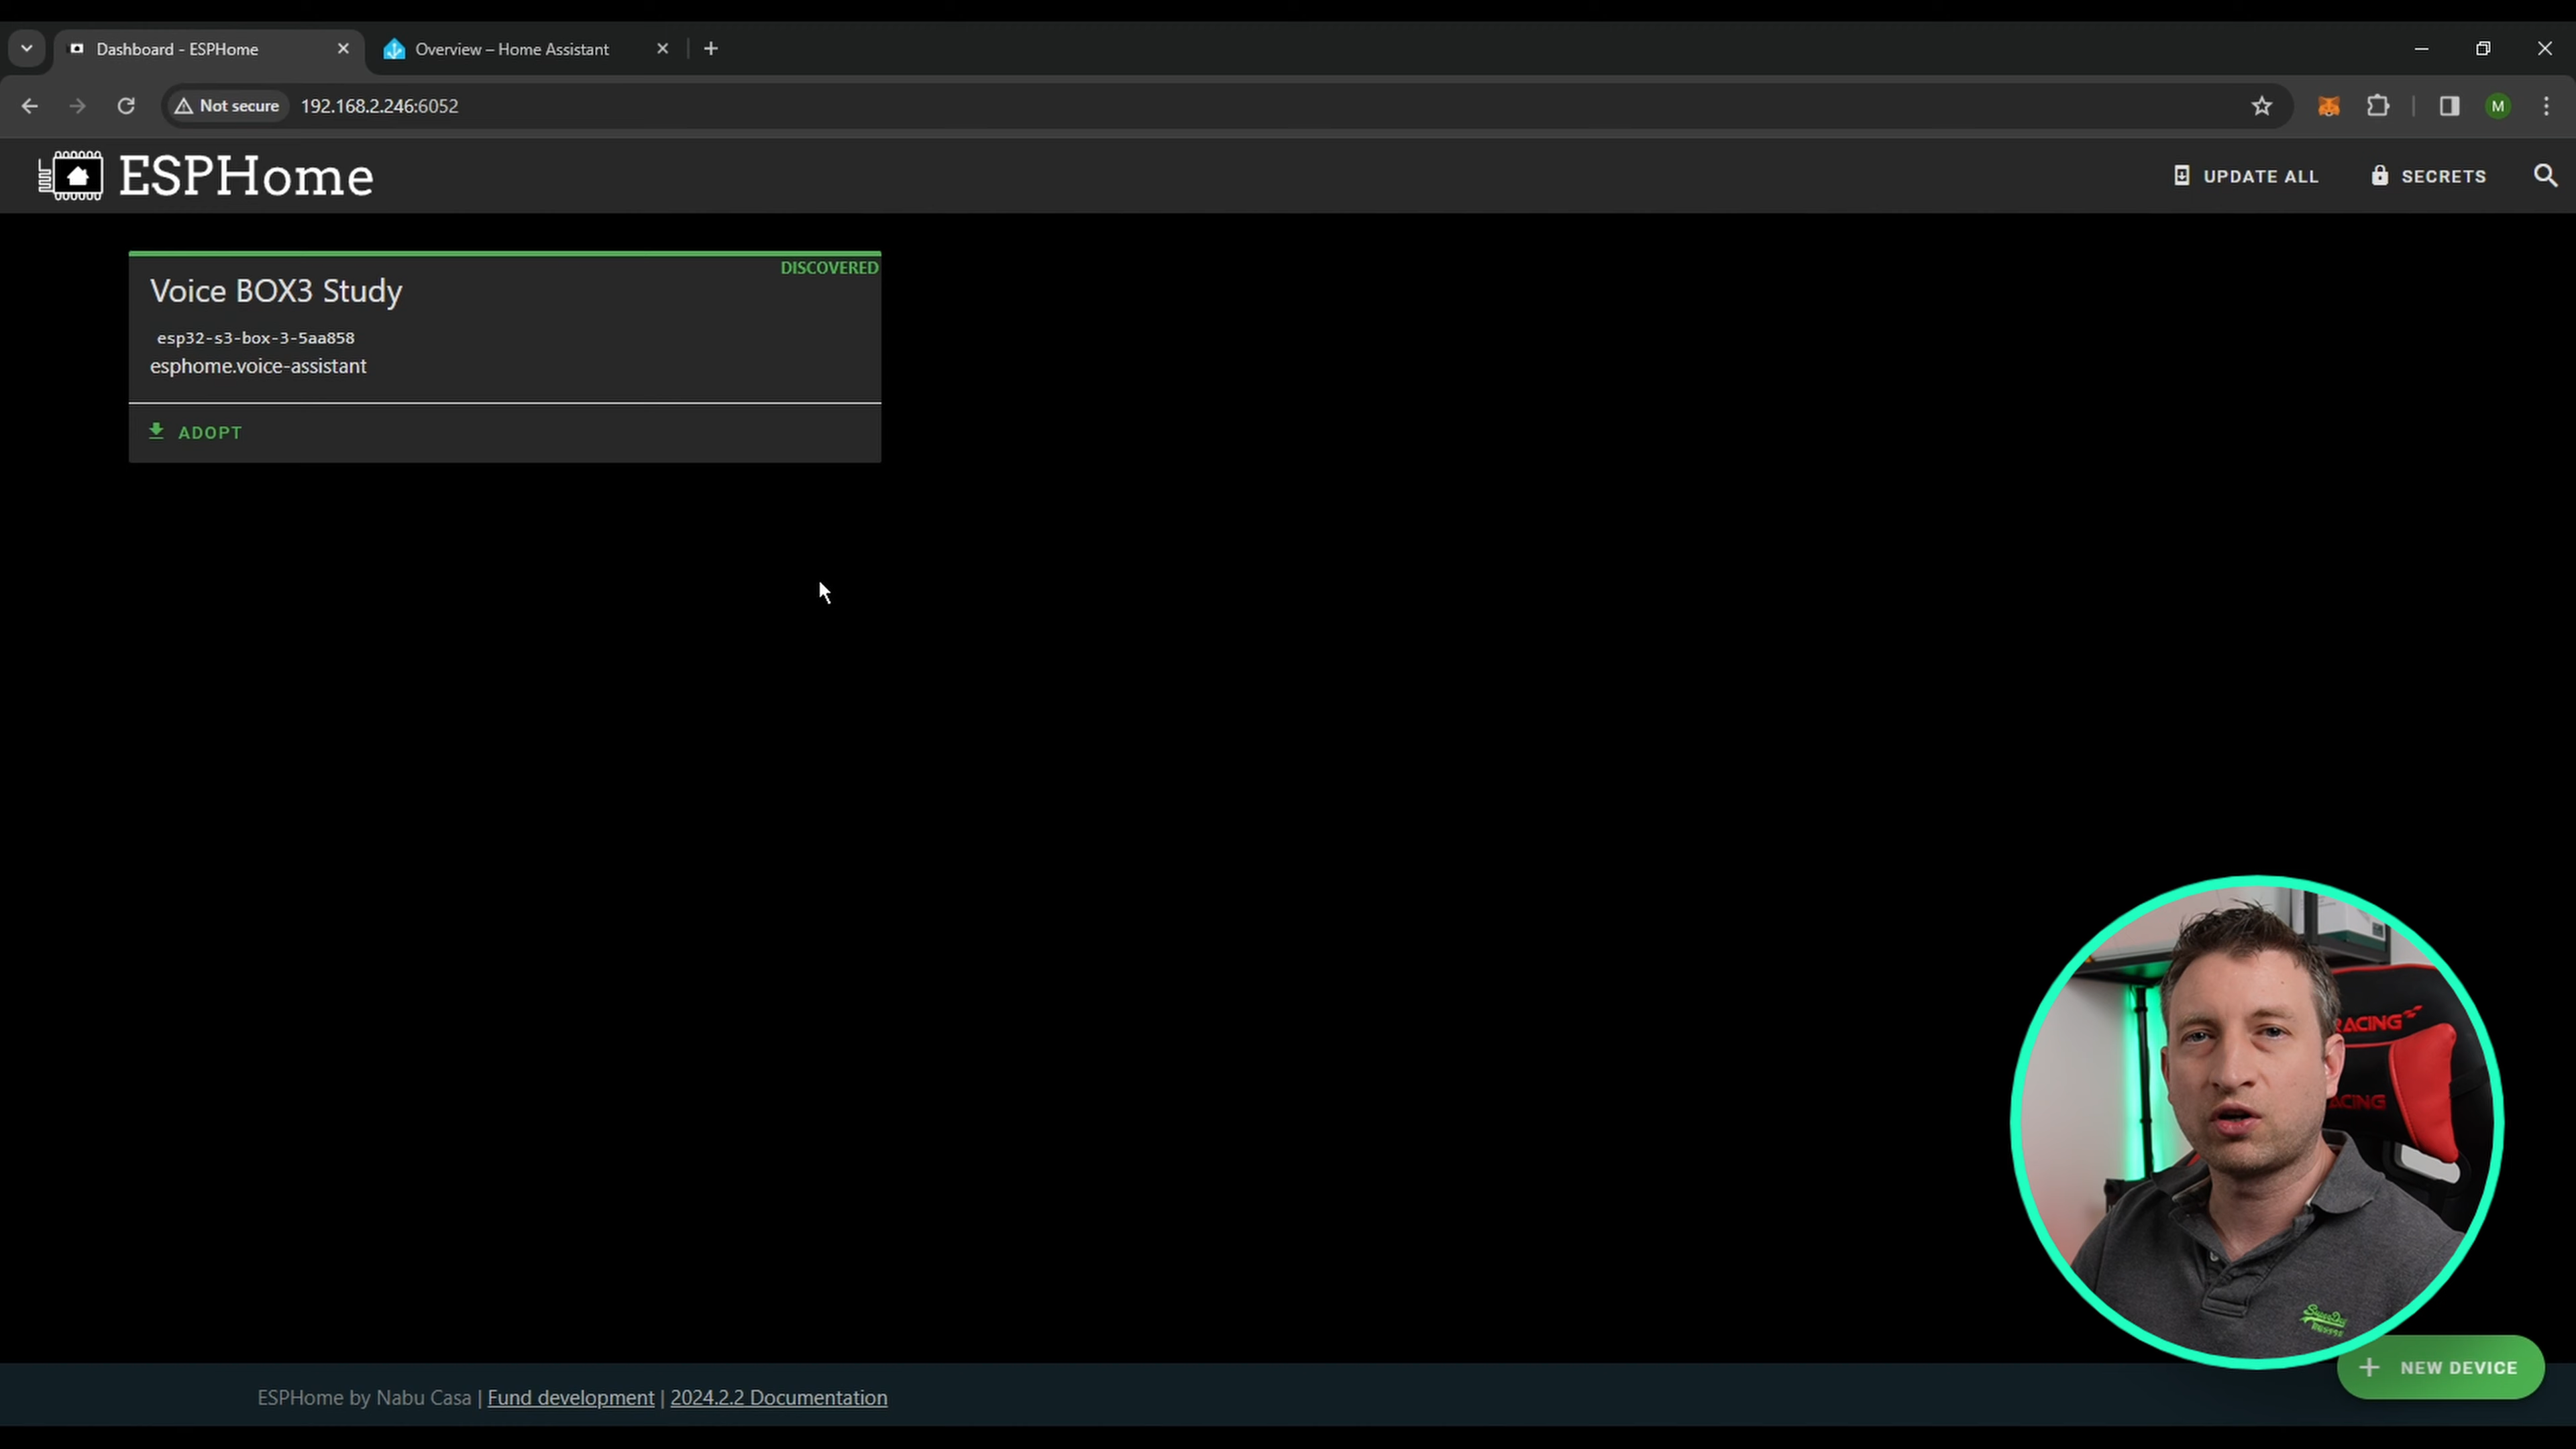 Dashboard - ESPHome
Overview – Home Assistant
Not secure
192.168.2.246:6052
M
ESPHome
UPDATE ALL
SECRETS
DISCOVERED
Voice BOX3 Study
esp32-s3-box-3-5aa858
esphome.voice-assistant
ADOPT
RACING
ACING
NEW DEVICE
ESPHome by Nabu Casa | Fund development | 2024.2.2 Documentation